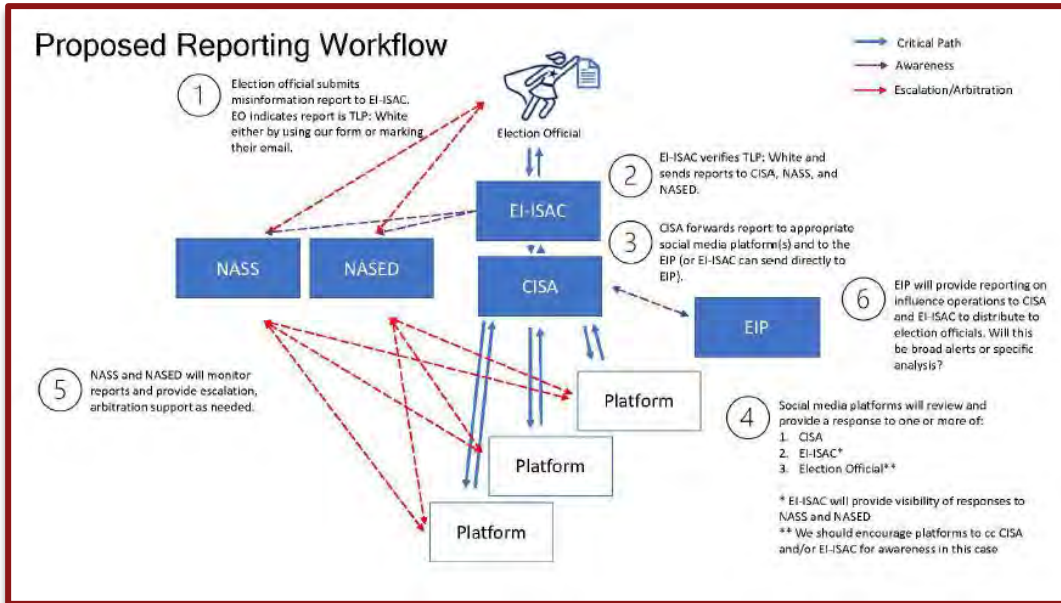 Proposed Reporting Workflow
Critical Path
Awareness
Escalation/Arbitration
1
Election official submits
misinformation report to EI-ISAC.
EO indicates report is TLP: White
either by using our form or marking
their email.
Election Official
2
EI-ISAC verifies TLP: White and
sends reports to CISA, NASS, and
NASED.
EI-ISAC
3
CISA forwards report to appropriate
social media platform(s) and to the
EIP (or EI-ISAC can send directly to
EIP).
NASS
NASED
CISA
EIP
6
EIP will provide reporting on
influence operations to CISA
and EI-ISAC to distribute to
election officials. Will this
be broad alerts or specific
analysis?
5
NASS and NASED will monitor
reports and provide escalation,
arbitration support as needed.
Platform
Platform
Platform
4
Social media platforms will review and
provide a response to one or more of:
1. CISA
2. EI-ISAC*
3. Election Official**
* EI-ISAC will provide visibility of responses to
NASS and NASED
** We should encourage platforms to cc CISA
and/or EI-ISAC for awareness in this case